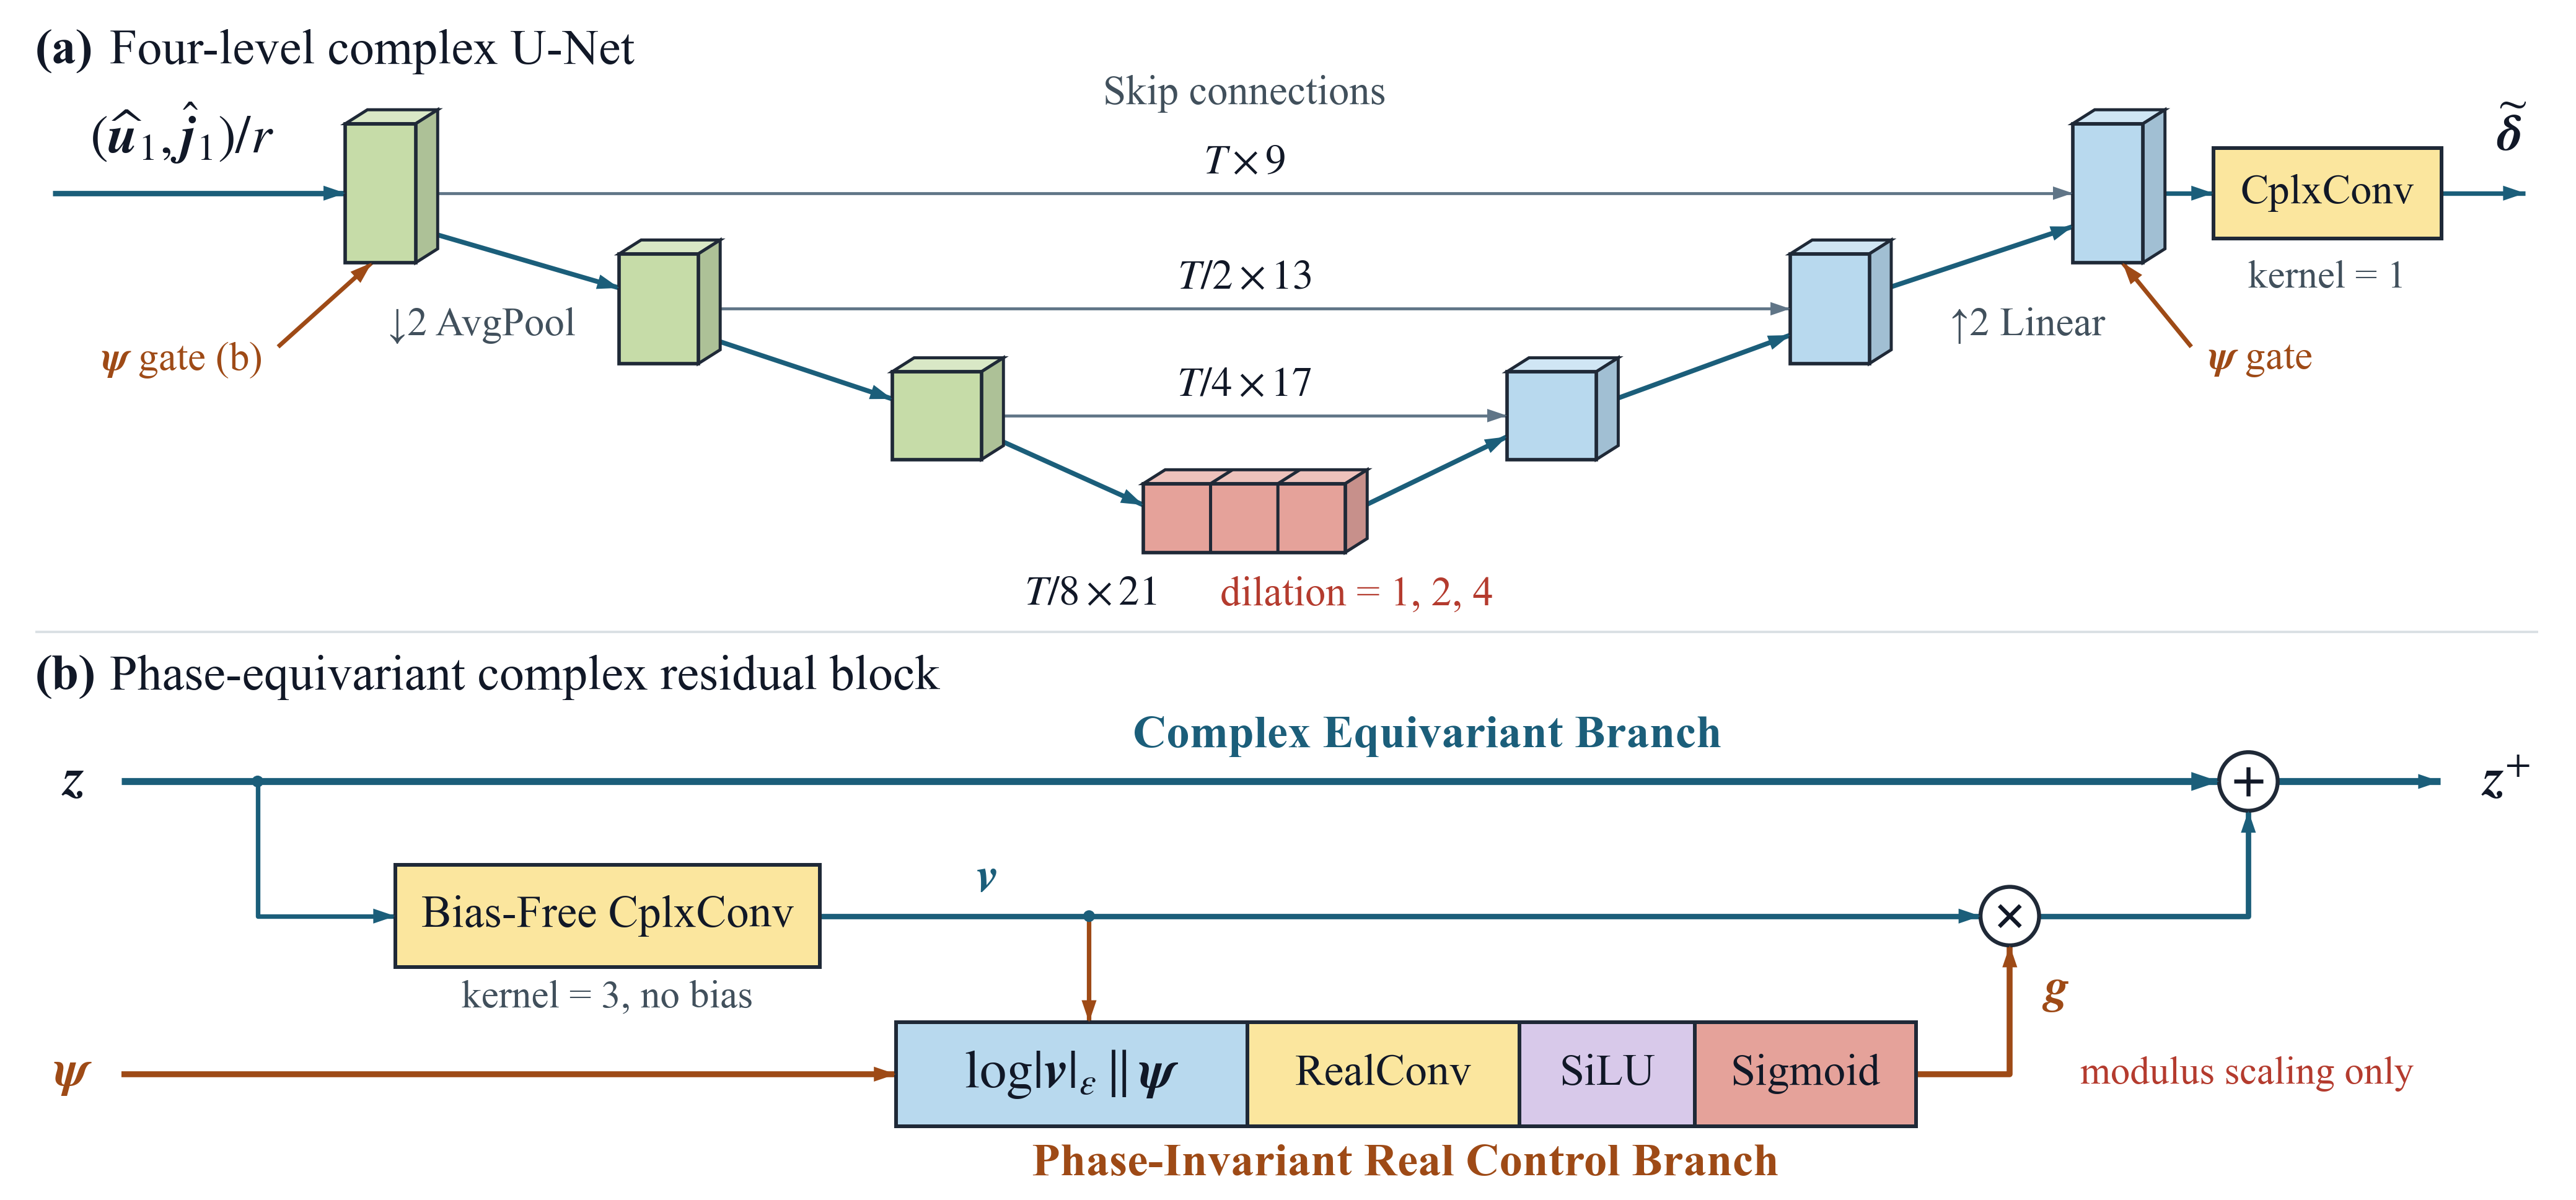 (a) Four-level complex U-Net
Skip connections
(û₁,ĵ₁)/r
T×9
δ̃
CplxConv
kernel = 1
T/2×13
↓2 AvgPool
↑2 Linear
ψ gate (b)
ψ gate
T/4×17
T/8×21
dilation = 1, 2, 4
(b) Phase-equivariant complex residual block
Complex Equivariant Branch
z
+
z⁺
v
Bias-Free CplxConv
×
kernel = 3, no bias
g
ψ
log|v|_ε ∥ ψ
RealConv
SiLU
Sigmoid
modulus scaling only
Phase-Invariant Real Control Branch